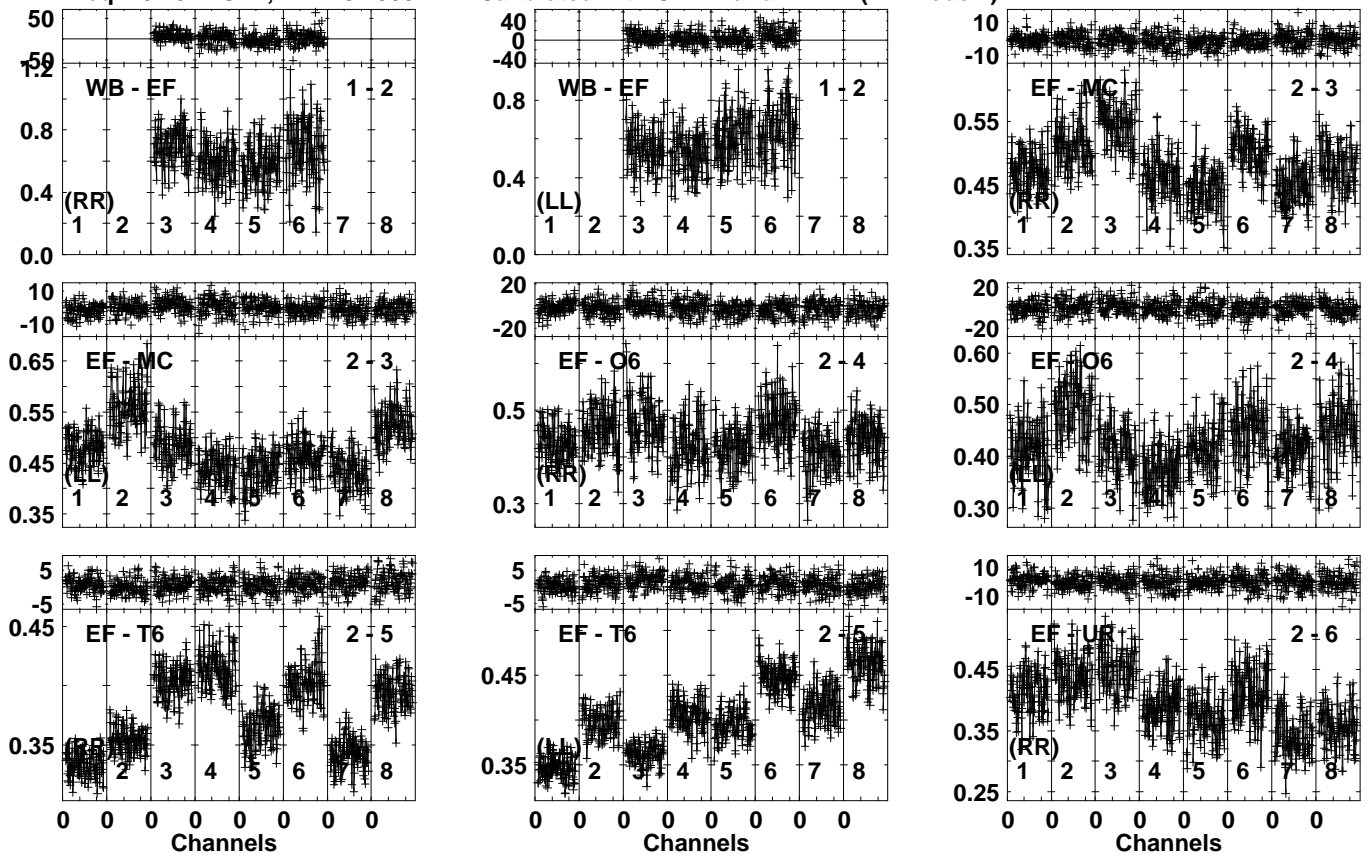 50
-50
1.2
WB - EF 1 - 2
0.8
0.4
(RR)
1 2 3 4 5 6 7 8
0.0
40
0
-40
WB - EF 1 - 2
0.8
0.4
(LL)
1 2 3 4 5 6 7 8
0.0
10
-10
EF - MC 2 - 3
0.55
0.45
(RR)
1 2 3 4 5 6 7 8
0.35
10
-10
0.65
EF - MC 2 - 3
0.55
0.45
(LL)
1 2 3 4 5 6 7 8
0.35
20
-20
EF - O6 2 - 4
0.5
(RR)
1 2 3 4 5 6 7 8
0.3
20
-20
0.60
EF - O6 2 - 4
0.50
0.40
(LL)
1 2 3 4 5 6 7 8
0.30
5
-5
0.45
EF - T6 2 - 5
0.35
(RR)
1 2 3 4 5 6 7 8
0 0 0 0 0 0 0 0
Channels
5
-5
EF - T6 2 - 5
0.45
(LL)
0.35
1 2 3 4 5 6 7 8
0 0 0 0 0 0 0 0
Channels
10
-10
EF - UR 2 - 6
0.45
0.35
(RR)
1 2 3 4 5 6 7 8
0.25
0 0 0 0 0 0 0 0
Channels